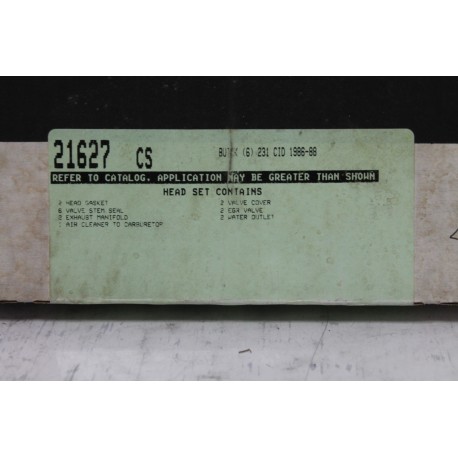 21627 CS BUICK (6) 231 CID 1986-88
REFER TO CATALOG. APPLICATION MAY BE GREATER THAN SHOWN
HEAD SET CONTAINS
2 HEAD GASKET 2 VALVE COVER
6 VALVE STEM SEAL 2 EGR VALVE
2 EXHAUST MANIFOLD 2 WATER OUTLET
1 AIR CLEANER TO CARBURETOR